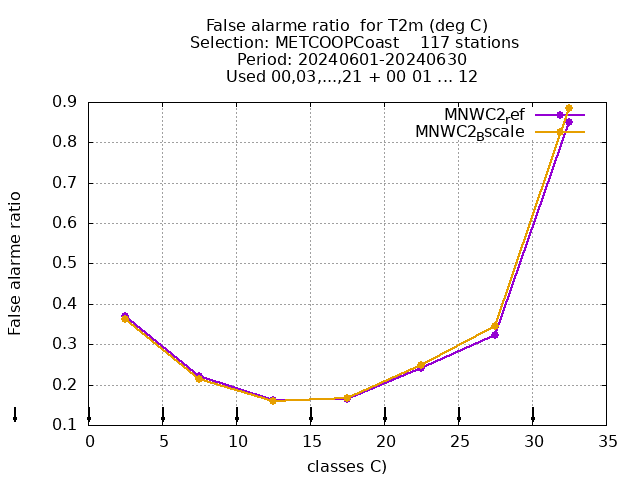 False alarme ratio  for T2m (deg C)
Selection: METCOOPCoast    117 stations
Period: 20240601-20240630
Used 00,03,...,21 + 00 01 ... 12
MNWC2ref
MNWC2Bscale
0.9
0.8
0.7
0.6
0.5
0.4
0.3
0.2
0.1
False alarme ratio
0 5 10 15 20 25 30 35
classes C)